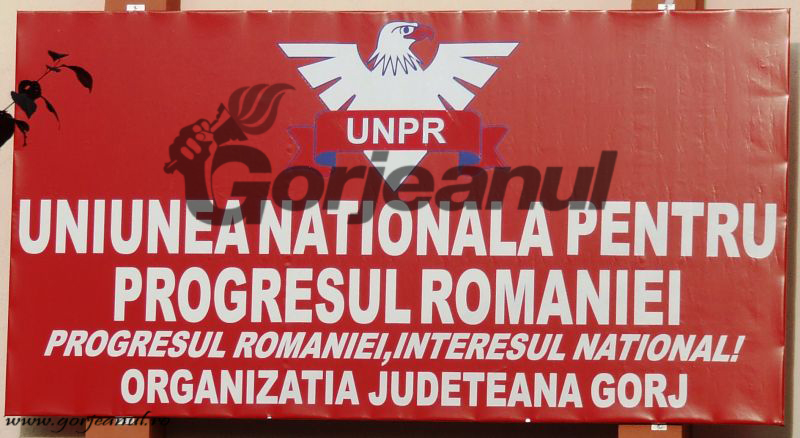 UNPR
Gorjeanul
UNIUNEA NATIONALA PENTRU
PROGRESUL ROMANIEI
PROGRESUL ROMANIEI,INTERESUL NATIONAL!
ORGANIZATIA JUDETEANA GORJ
www.gorjeanul.ro